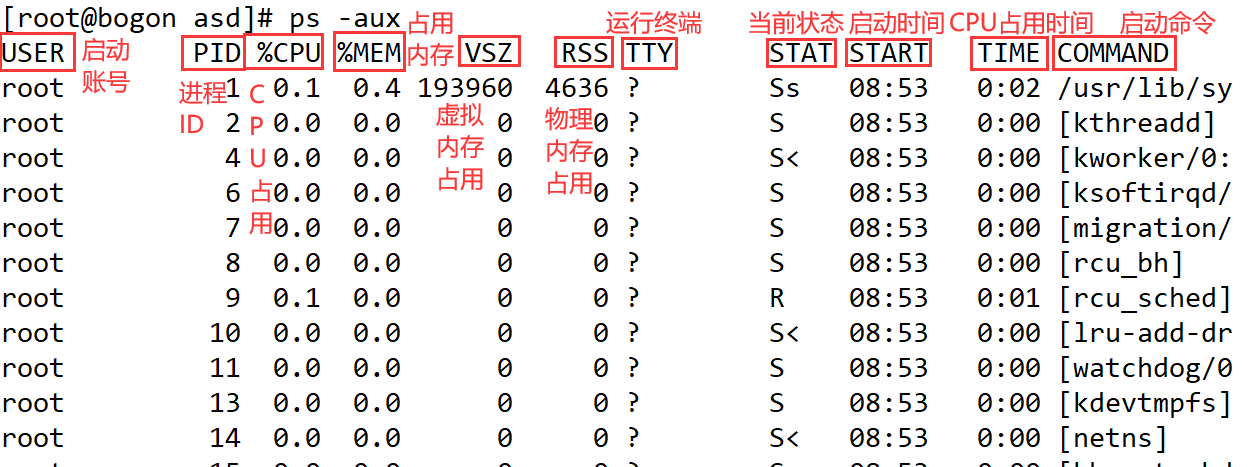 [root@bogon asd]# ps -aux
占用内存 运行终端 当前状态 启动时间 CPU占用时间 启动命令
USER 启动账号 PID %CPU %MEM VSZ RSS TTY STAT START TIME COMMAND
root 1 0.1 0.4 193960 4636 ? Ss 08:53 0:02 /usr/lib/sy
进程ID CPU占用 虚拟内存占用 物理内存占用
root 2 0.0 0.0 0 0 ? S 08:53 0:00 [kthreadd]
root 4 0.0 0.0 0 0 ? S< 08:53 0:00 [kworker/0:
root 6 0.0 0.0 0 0 ? S 08:53 0:00 [ksoftirqd/
root 7 0.0 0.0 0 0 ? S 08:53 0:00 [migration/
root 8 0.0 0.0 0 0 ? S 08:53 0:00 [rcu_bh]
root 9 0.1 0.0 0 0 ? R 08:53 0:01 [rcu_sched]
root 10 0.0 0.0 0 0 ? S< 08:53 0:00 [lru-add-dr
root 11 0.0 0.0 0 0 ? S 08:53 0:00 [watchdog/0
root 13 0.0 0.0 0 0 ? S 08:53 0:00 [kdevtmpfs]
root 14 0.0 0.0 0 0 ? S< 08:53 0:00 [netns]